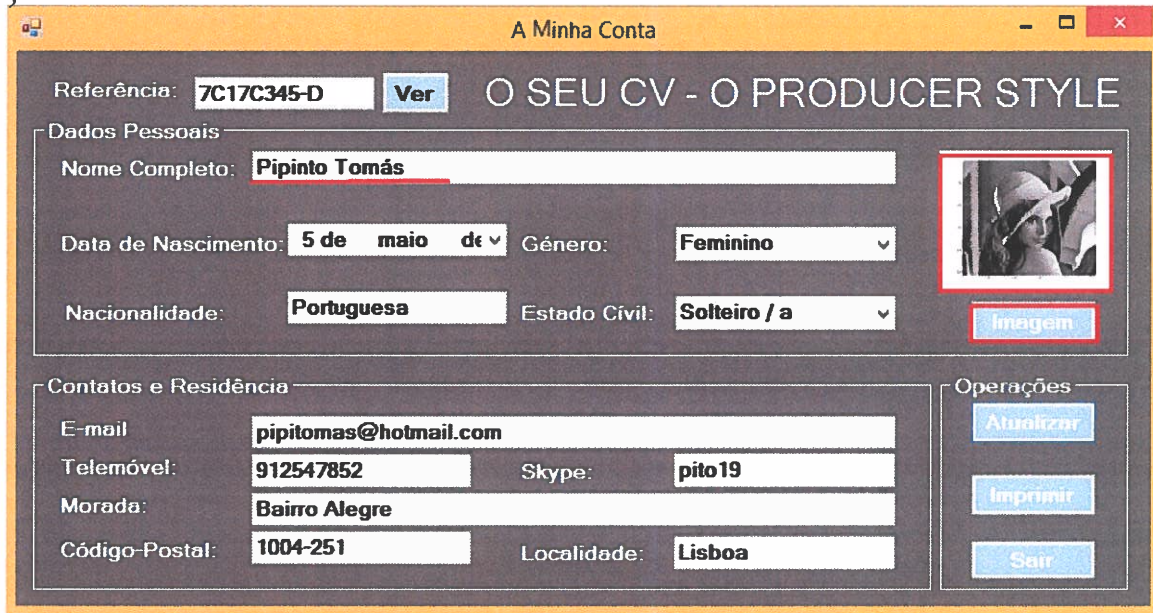 A Minha Conta
Referência: 7C17C345-D Ver O SEU CV - O PRODUCER STYLE
Dados Pessoais
Nome Completo: Pipinto Tomás
Data de Nascimento: 5 de maio de Género: Feminino
Nacionalidade: Portuguesa Estado Cívil: Solteiro / a
Imagem
Contatos e Residência
E-mail pipitomas@hotmail.com
Telemóvel: 912547852 Skype: pito19
Morada: Bairro Alegre
Código-Postal: 1004-251 Localidade: Lisboa
Operações
Atualizar
Imprimir
Sair